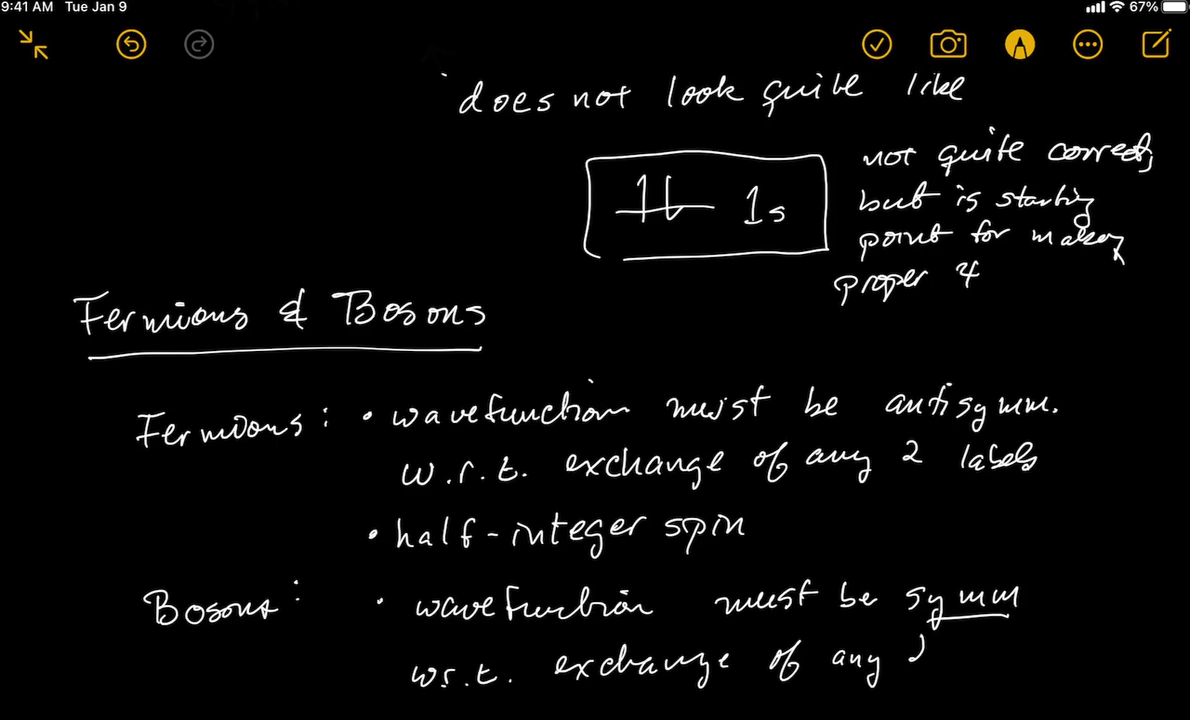 9:41 AM Tue Jan 9
67%
does not look quite like
1s
not quite correct,
but is starting
point for making
proper Ψ
Fermions & Bosons
Fermions: • wavefunction must be antisymm.
w.r.t. exchange of any 2 labels
• half-integer spin
Bosons: • wavefunction must be symm
w.r.t. exchange of any